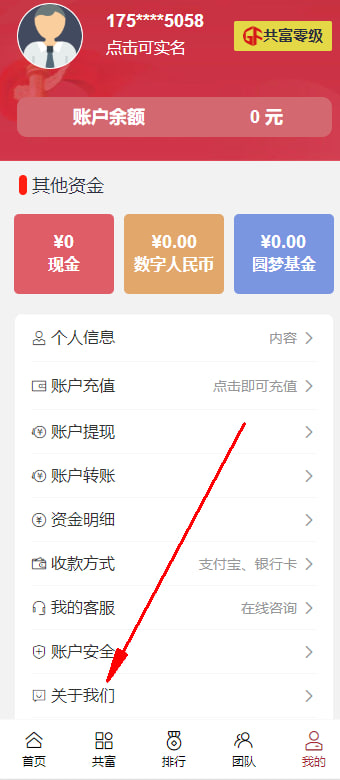 175****5058
点击可实名
共富零级
账户余额 0 元
其他资金
¥0 ¥0.00 ¥0.00
现金 数字人民币 圆梦基金
个人信息 内容
账户充值 点击即可充值
账户提现
账户转账
资金明细
收款方式 支付宝、银行卡
我的客服 在线咨询
账户安全
关于我们
首页 共富 排行 团队 我的